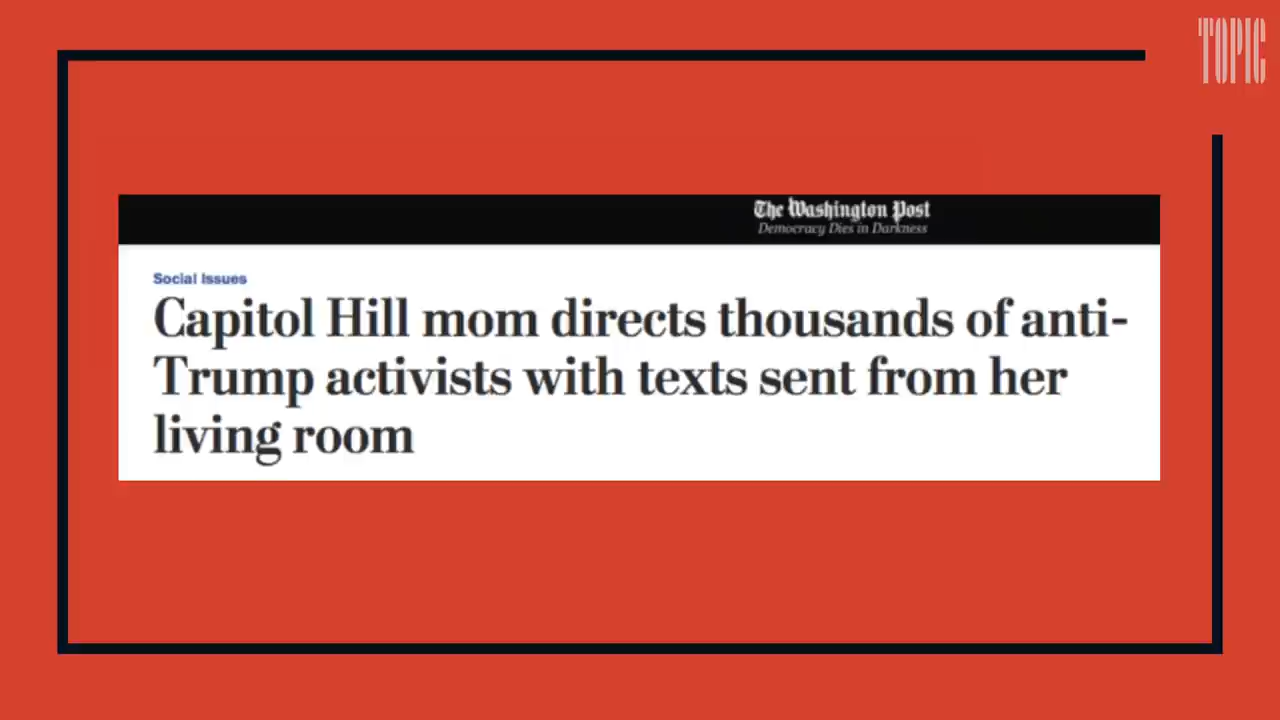 TOPIC
The Washington Post
Democracy Dies in Darkness
Social Issues
Capitol Hill mom directs thousands of anti-
Trump activists with texts sent from her
living room